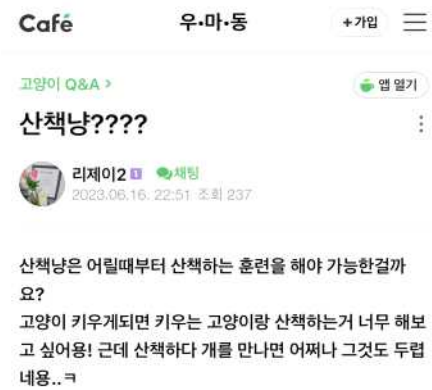 Café 우·마·동 +가입
고양이 Q&A >
앱 열기
산책냥????
리제이2 1 채팅
2023.06.16. 22:51 조회 237
산책냥은 어릴때부터 산책하는 훈련을 해야 가능한걸까
요?
고양이 키우게되면 키우는 고양이랑 산책하는거 너무 해보
고 싶어용! 근데 산책하다 개를 만나면 어쩌나 그것도 두렵
네용..ㅋ